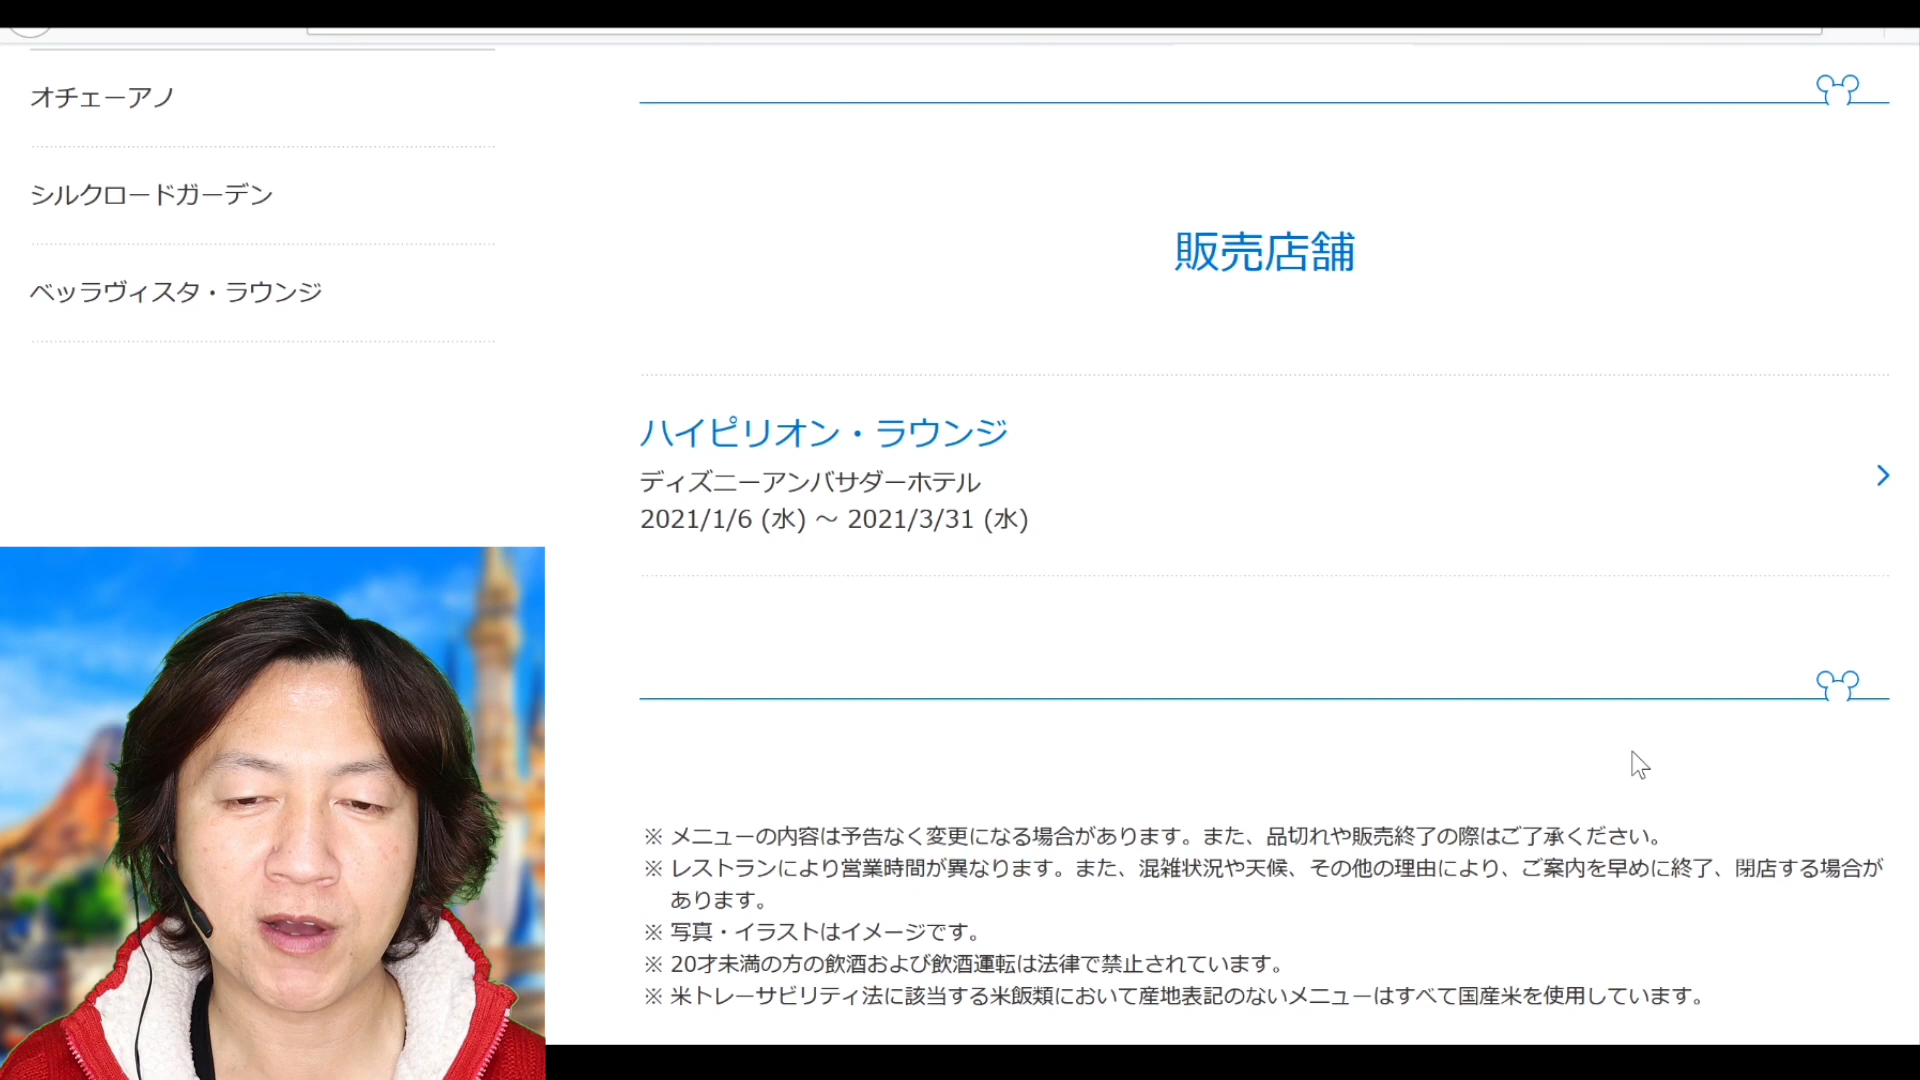 オチェーアノ
シルクロードガーデン
ベッラヴィスタ・ラウンジ
販売店舗
ハイピリオン・ラウンジ
ディズニーアンバサダーホテル
2021/1/6 (水) ～ 2021/3/31 (水)
※ メニューの内容は予告なく変更になる場合があります。また、品切れや販売終了の際はご了承ください。
※ レストランにより営業時間が異なります。また、混雑状況や天候、その他の理由により、ご案内を早めに終了、閉店する場合が
あります。
※ 写真・イラストはイメージです。
※ 20才未満の方の飲酒および飲酒運転は法律で禁止されています。
※ 米トレーサビリティ法に該当する米飯類において産地表記のないメニューはすべて国産米を使用しています。